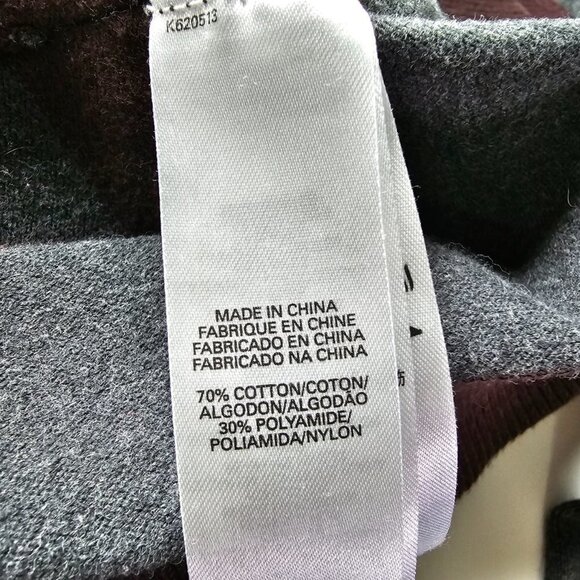 K620513
MADE IN CHINA
FABRIQUE EN CHINE
FABRICADO EN CHINA
FABRICADO NA CHINA
70% COTTON/COTON/
ALGODON/ALGODÃO
30% POLYAMIDE/
POLIAMIDA/NYLON